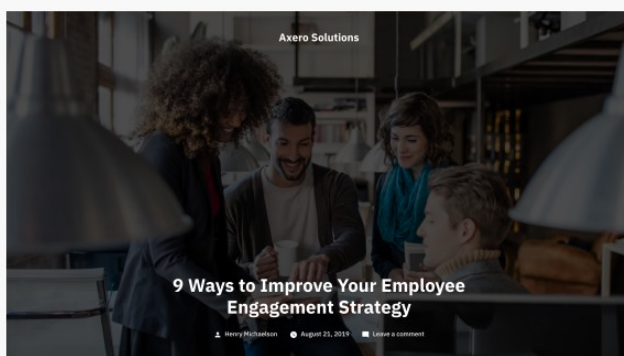 Axero Solutions
9 Ways to Improve Your Employee
Engagement Strategy
Henry Michaelson August 21, 2019 Leave a comment